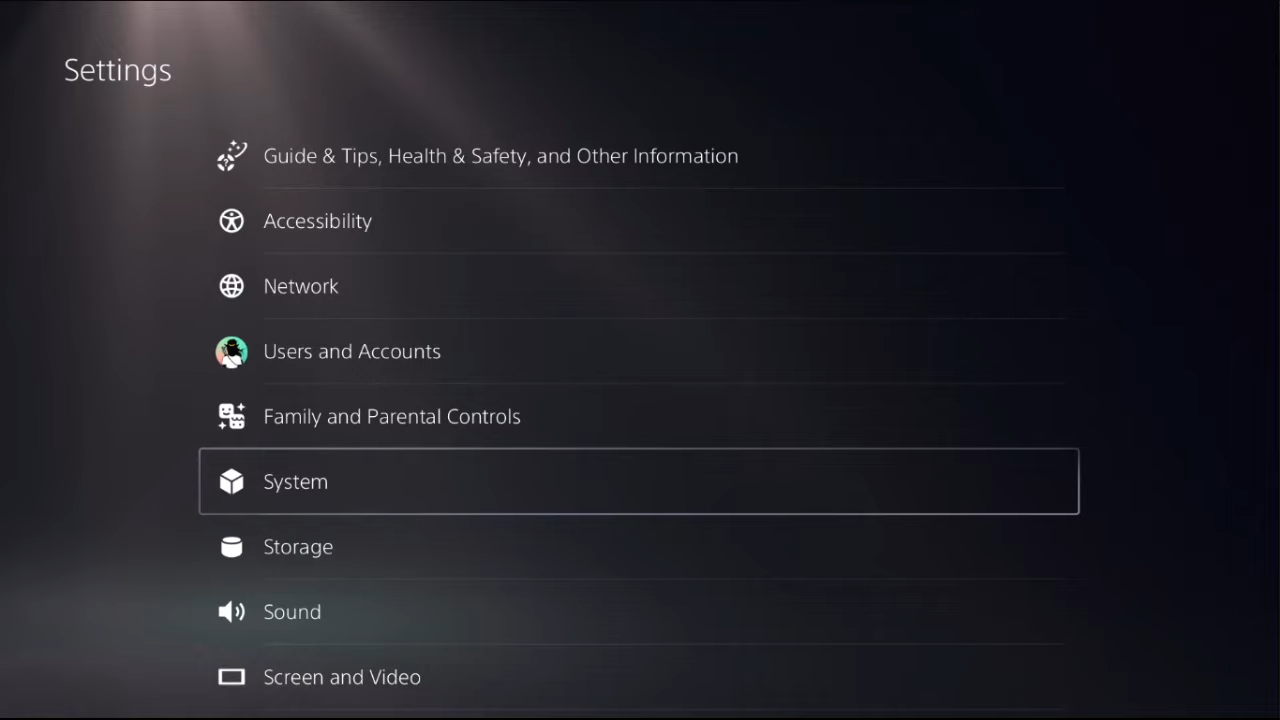 Settings
Guide & Tips, Health & Safety, and Other Information
Accessibility
Network
Users and Accounts
Family and Parental Controls
System
Storage
Sound
Screen and Video